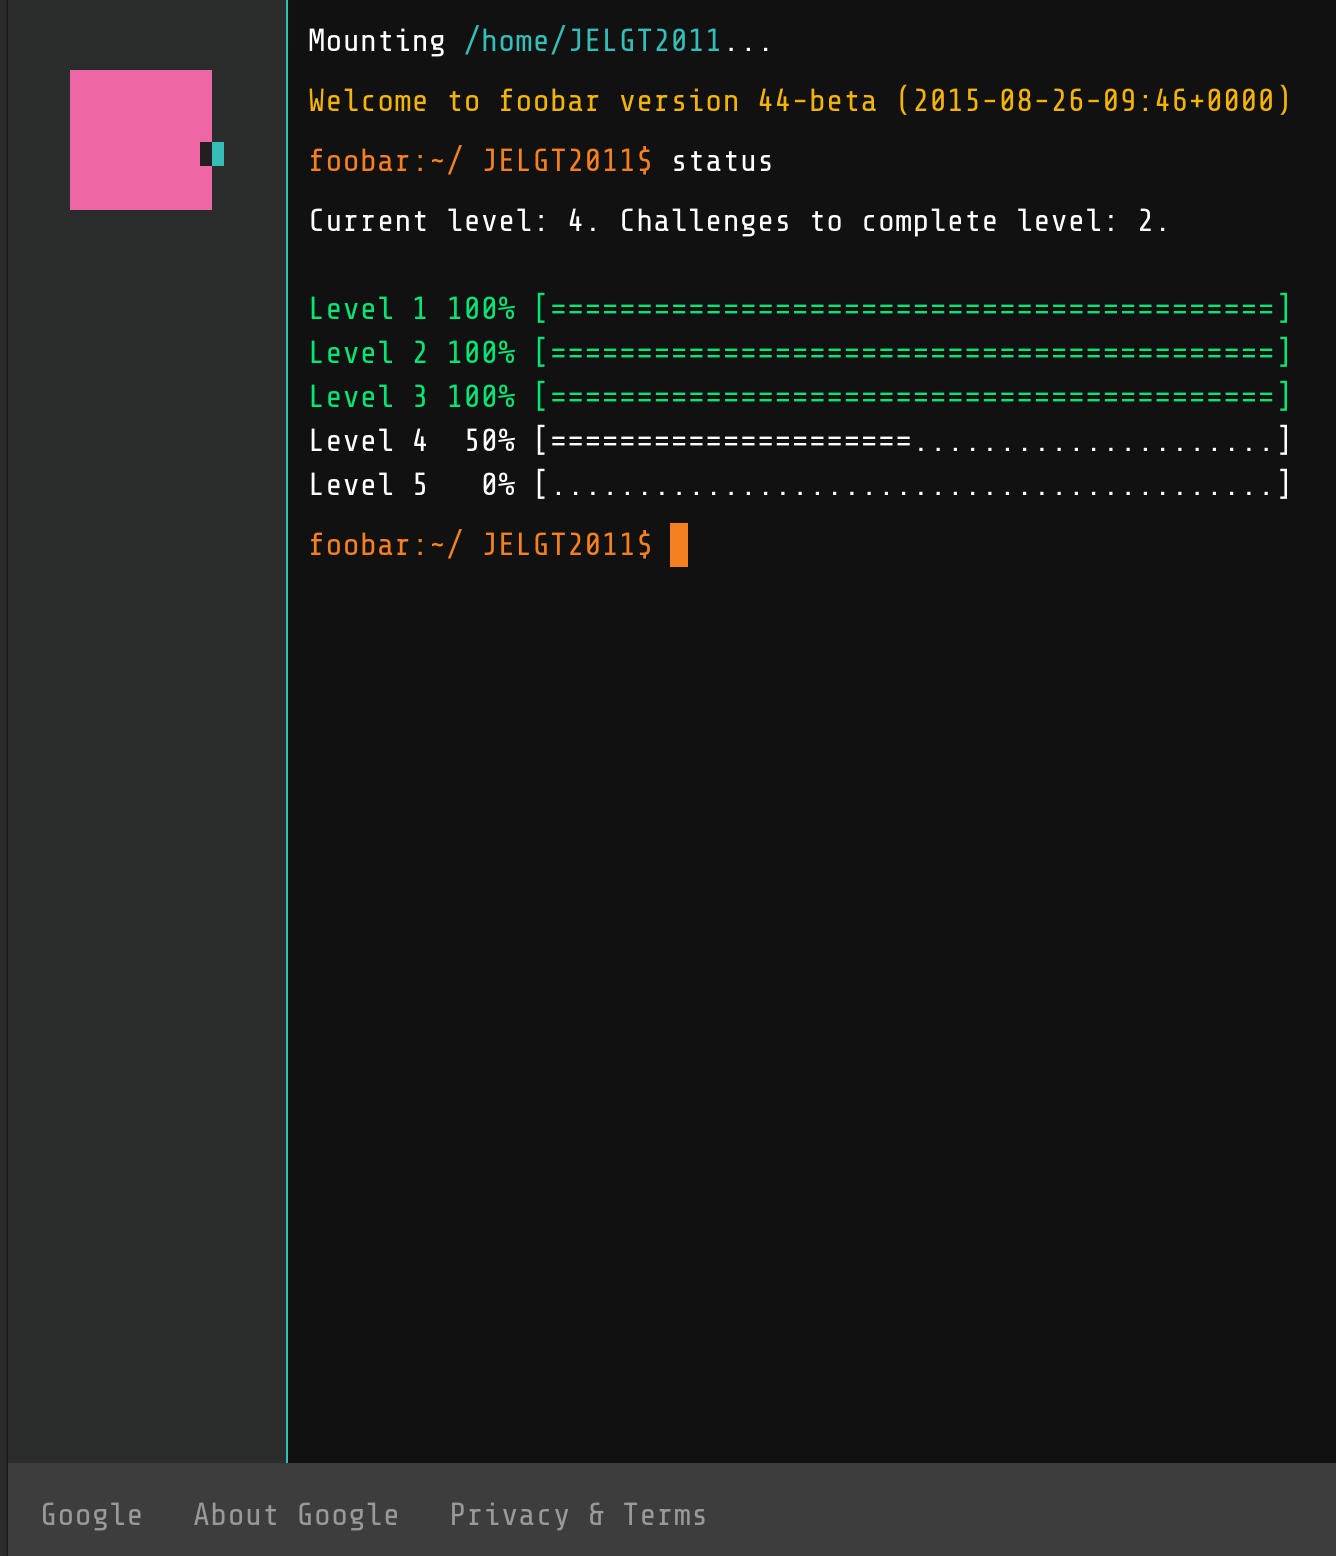 Mounting /home/JELGT2011...
Welcome to foobar version 44-beta (2015-08-26-09:46+0000)
foobar:~/ JELGT2011$ status
Current level: 4. Challenges to complete level: 2.
Level 1 100% [==========================================]
Level 2 100% [==========================================]
Level 3 100% [==========================================]
Level 4  50% [=====================.....................]
Level 5   0% [..........................................]
foobar:~/ JELGT2011$
Google About Google Privacy & Terms